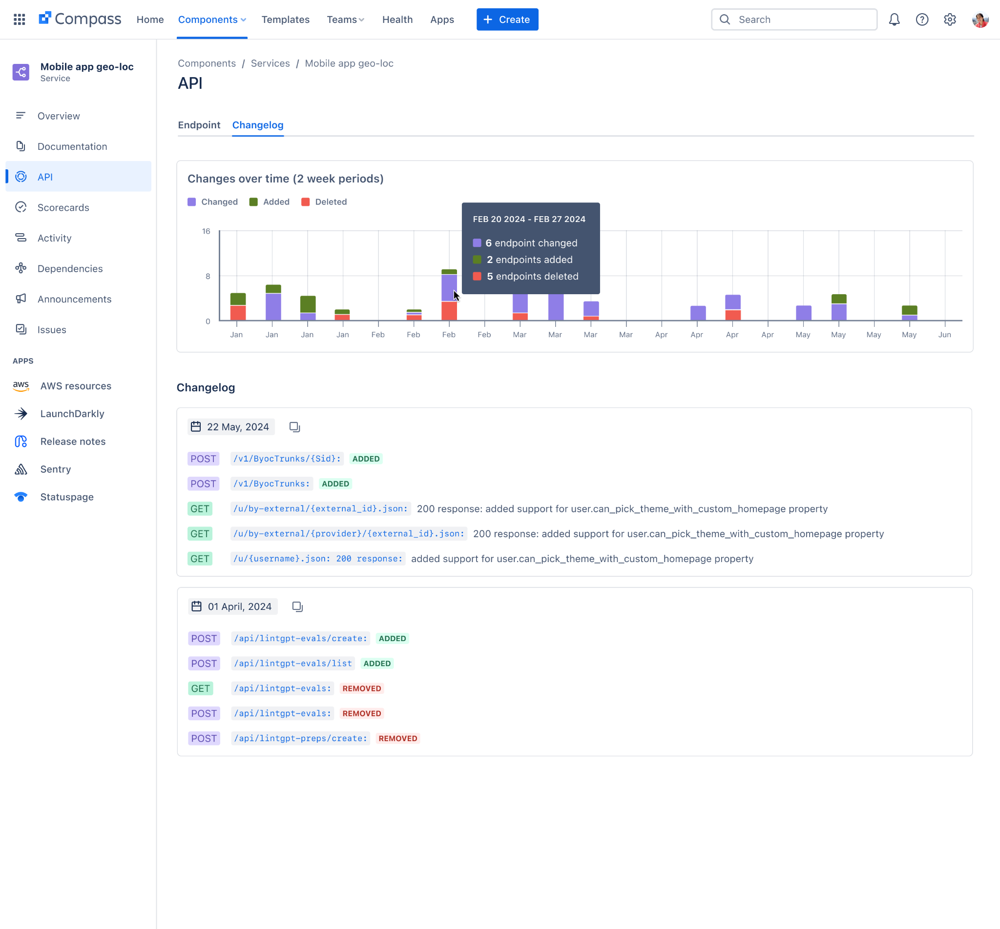 Compass Home Components Templates Teams Health Apps + Create Search
Mobile app geo-loc
Service
Overview
Documentation
API
Scorecards
Activity
Dependencies
Announcements
Issues
APPS
aws AWS resources
LaunchDarkly
Release notes
Sentry
Statuspage
Components / Services / Mobile app geo-loc
API
Endpoint Changelog
Changes over time (2 week periods)
Changed Added Deleted
FEB 20 2024 - FEB 27 2024
6 endpoint changed
2 endpoints added
5 endpoints deleted
16
8
0
Jan Jan Jan Jan Feb Feb Feb Feb Mar Mar Mar Mar Apr Apr Apr Apr May May May May Jun
Changelog
22 May, 2024
POST /v1/ByocTrunks/{Sid}: ADDED
POST /v1/ByocTrunks: ADDED
GET /u/by-external/{external_id}.json: 200 response: added support for user.can_pick_theme_with_custom_homepage property
GET /u/by-external/{provider}/{external_id}.json: 200 response: added support for user.can_pick_theme_with_custom_homepage property
GET /u/{username}.json: 200 response: added support for user.can_pick_theme_with_custom_homepage property
01 April, 2024
POST /api/lintgpt-evals/create: ADDED
POST /api/lintgpt-evals/list ADDED
GET /api/lintgpt-evals: REMOVED
POST /api/lintgpt-evals: REMOVED
POST /api/lintgpt-preps/create: REMOVED